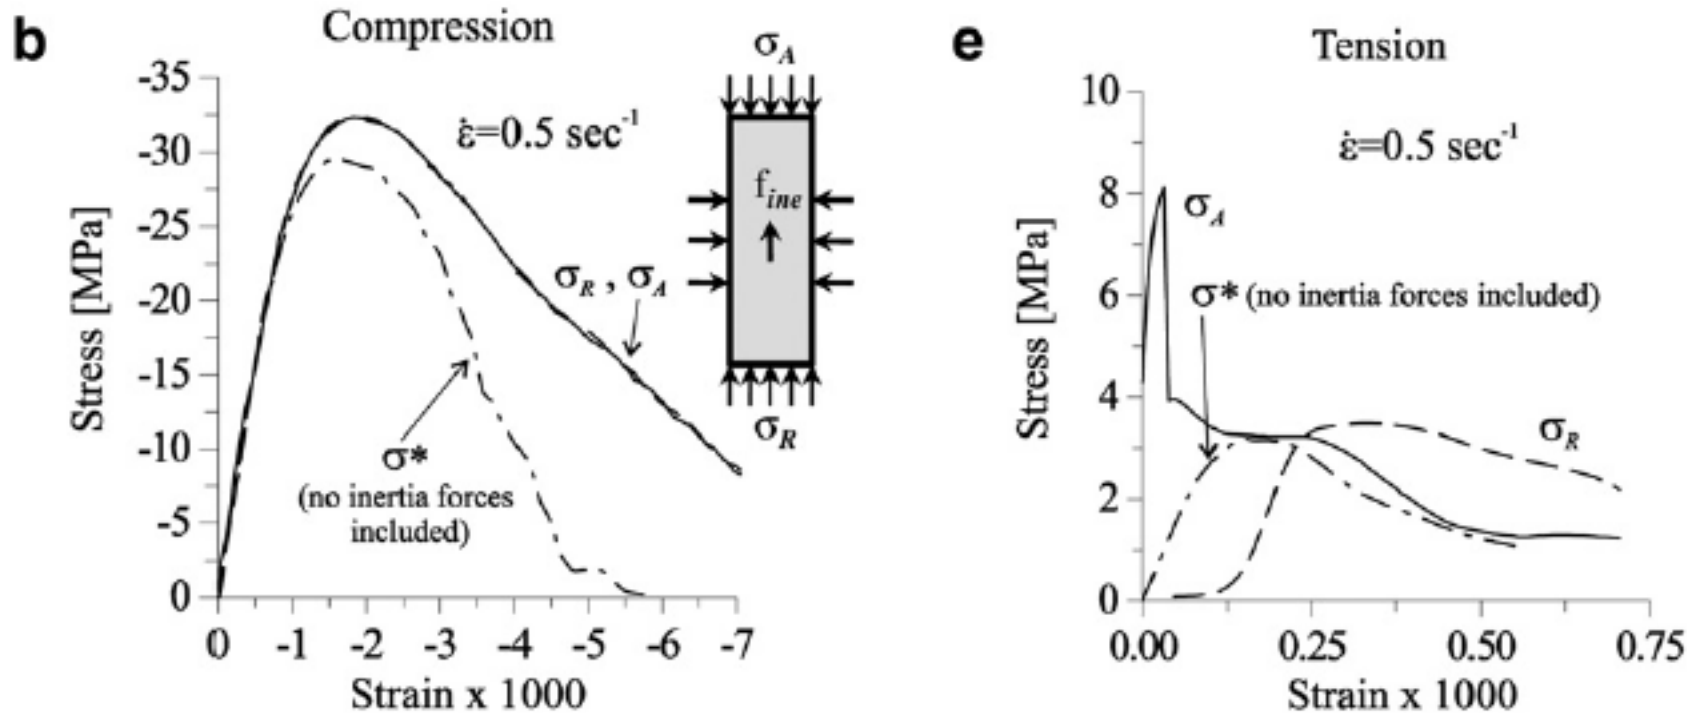 b
Compression
σA
-35
-30
-25
-20
-15
-10
-5
0
Stress [MPa]
ε̇=0.5 sec⁻¹
fine
σR , σA
σ*
(no inertia forces
included)
σR
0 -1 -2 -3 -4 -5 -6 -7
Strain x 1000
e
Tension
10
8
6
4
2
0
Stress [MPa]
ε̇=0.5 sec⁻¹
σA
σ* (no inertia forces included)
σR
0.00 0.25 0.50 0.75
Strain x 1000